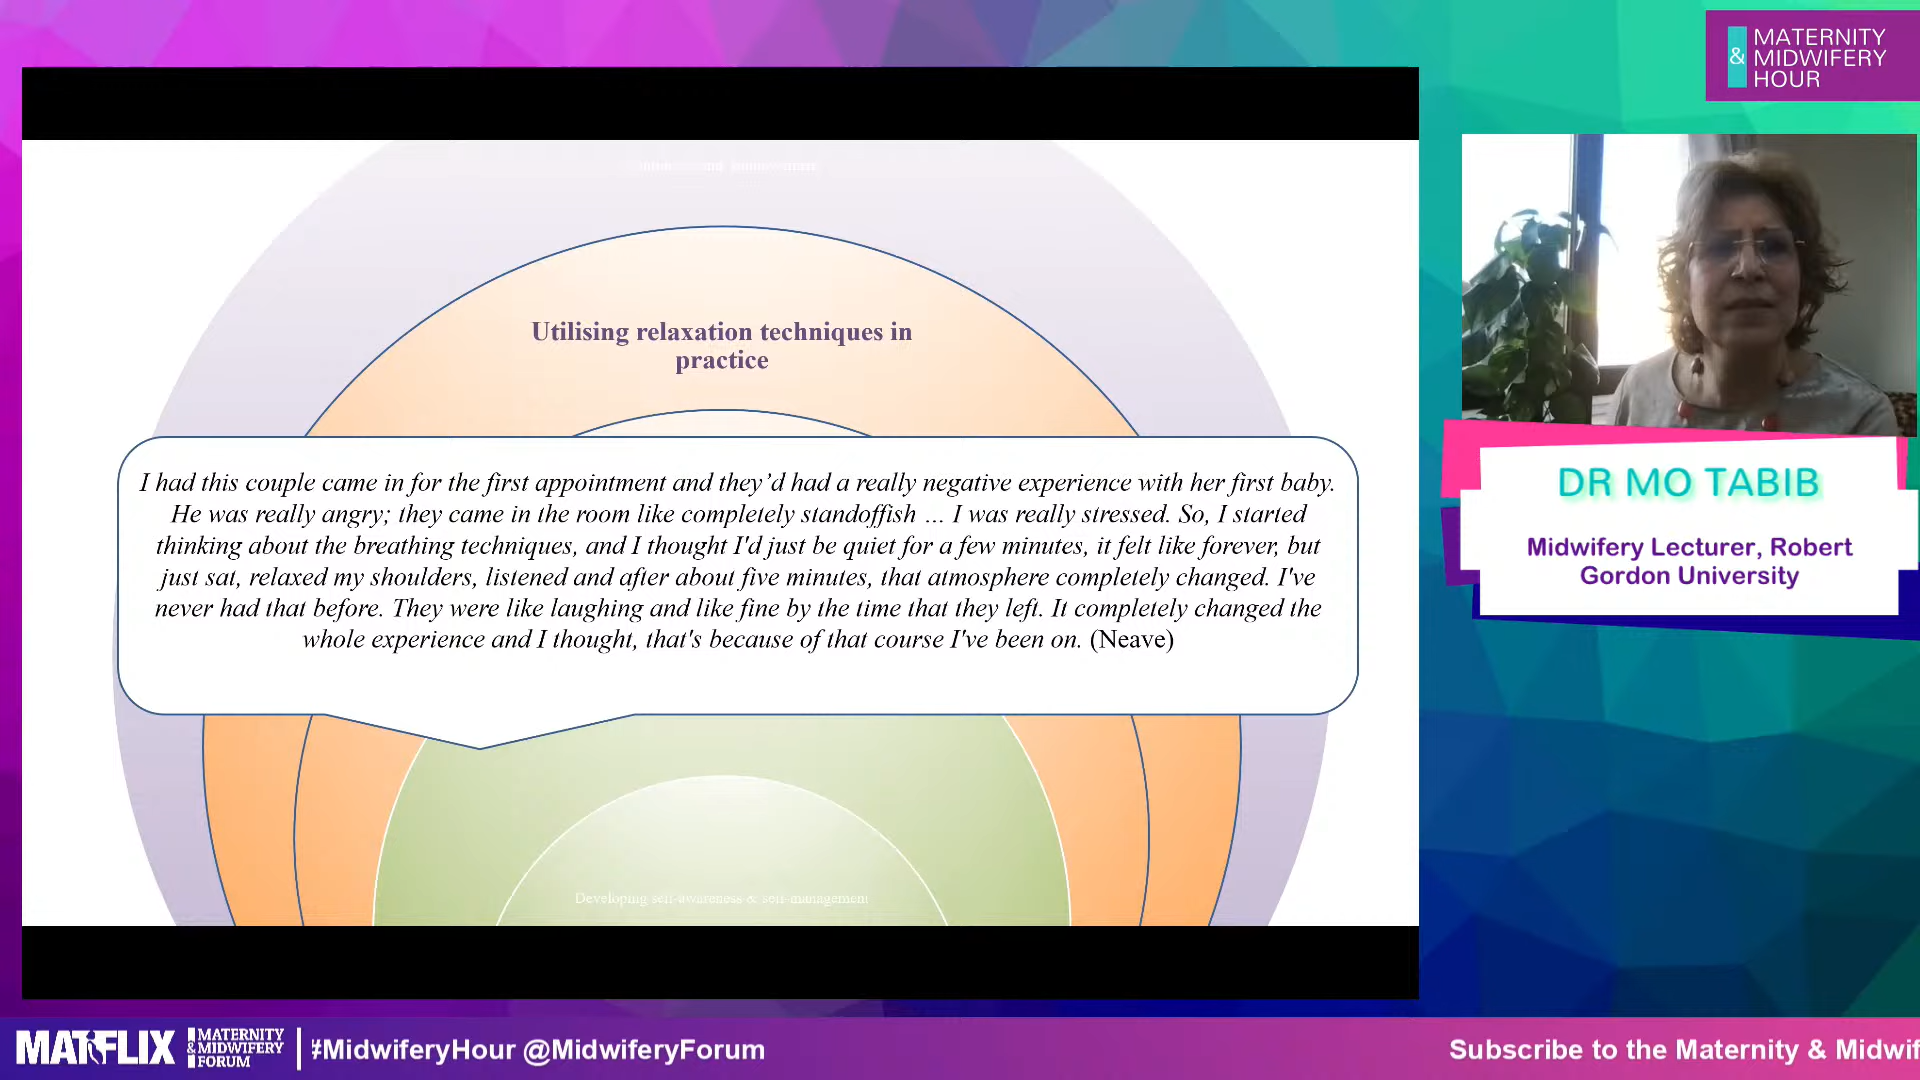 MATERNITY
& MIDWIFERY
HOUR
Utilising relaxation techniques in
practice
I had this couple came in for the first appointment and they’d had a really negative experience with her first baby.
He was really angry; they came in the room like completely standoffish … I was really stressed. So, I started
thinking about the breathing techniques, and I thought I'd just be quiet for a few minutes, it felt like forever, but
just sat, relaxed my shoulders, listened and after about five minutes, that atmosphere completely changed. I've
never had that before. They were like laughing and like fine by the time that they left. It completely changed the
whole experience and I thought, that's because of that course I've been on. (Neave)
Developing self-awareness & self-management
DR MO TABIB
Midwifery Lecturer, Robert
Gordon University
MATFLIX
MATERNITY
& MIDWIFERY
FORUM
#MidwiferyHour @MidwiferyForum
Subscribe to the Maternity & Midwif